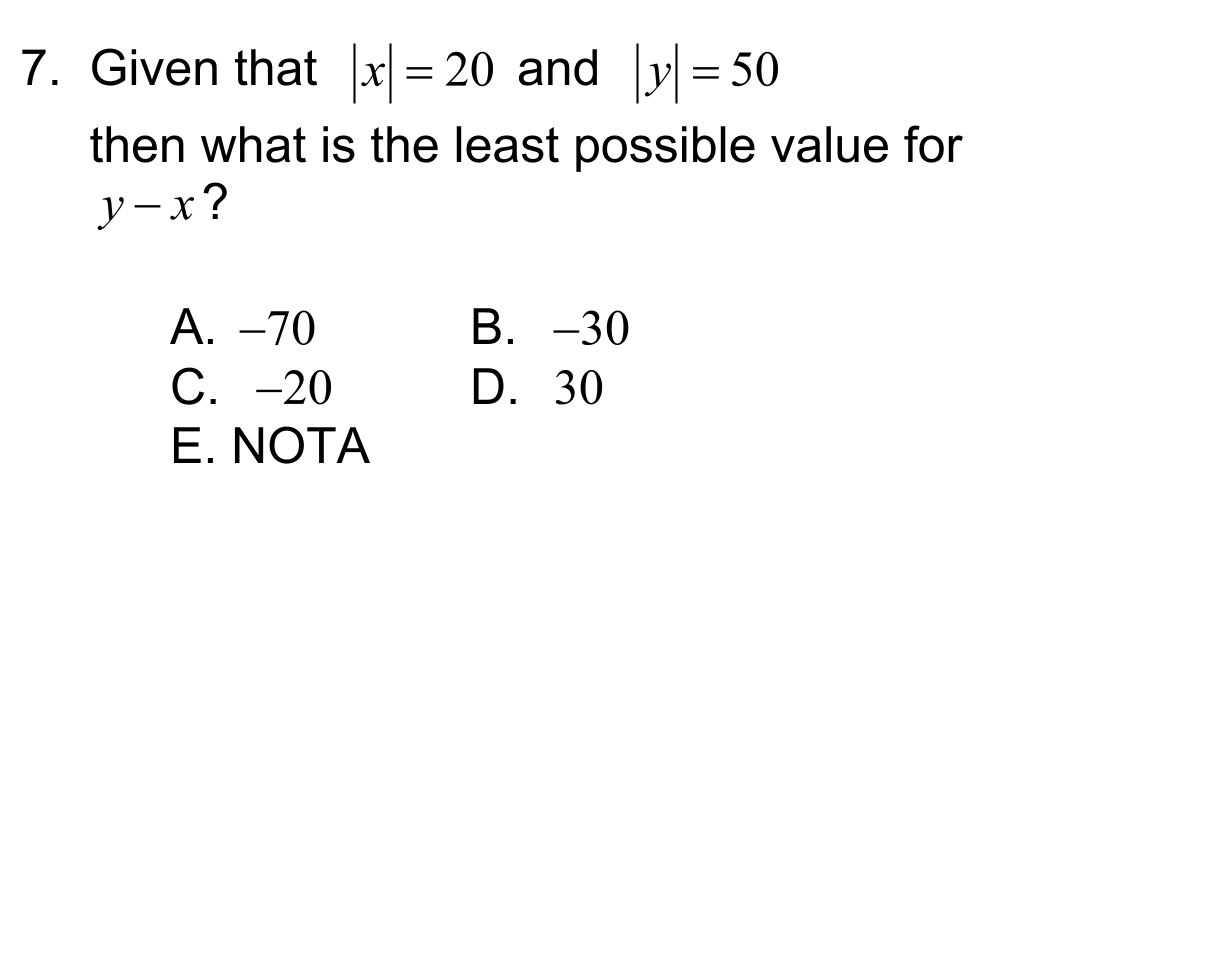 7. Given that |x| = 20 and |y| = 50
then what is the least possible value for
y – x ?
A. –70 B. –30
C. –20 D. 30
E. NOTA